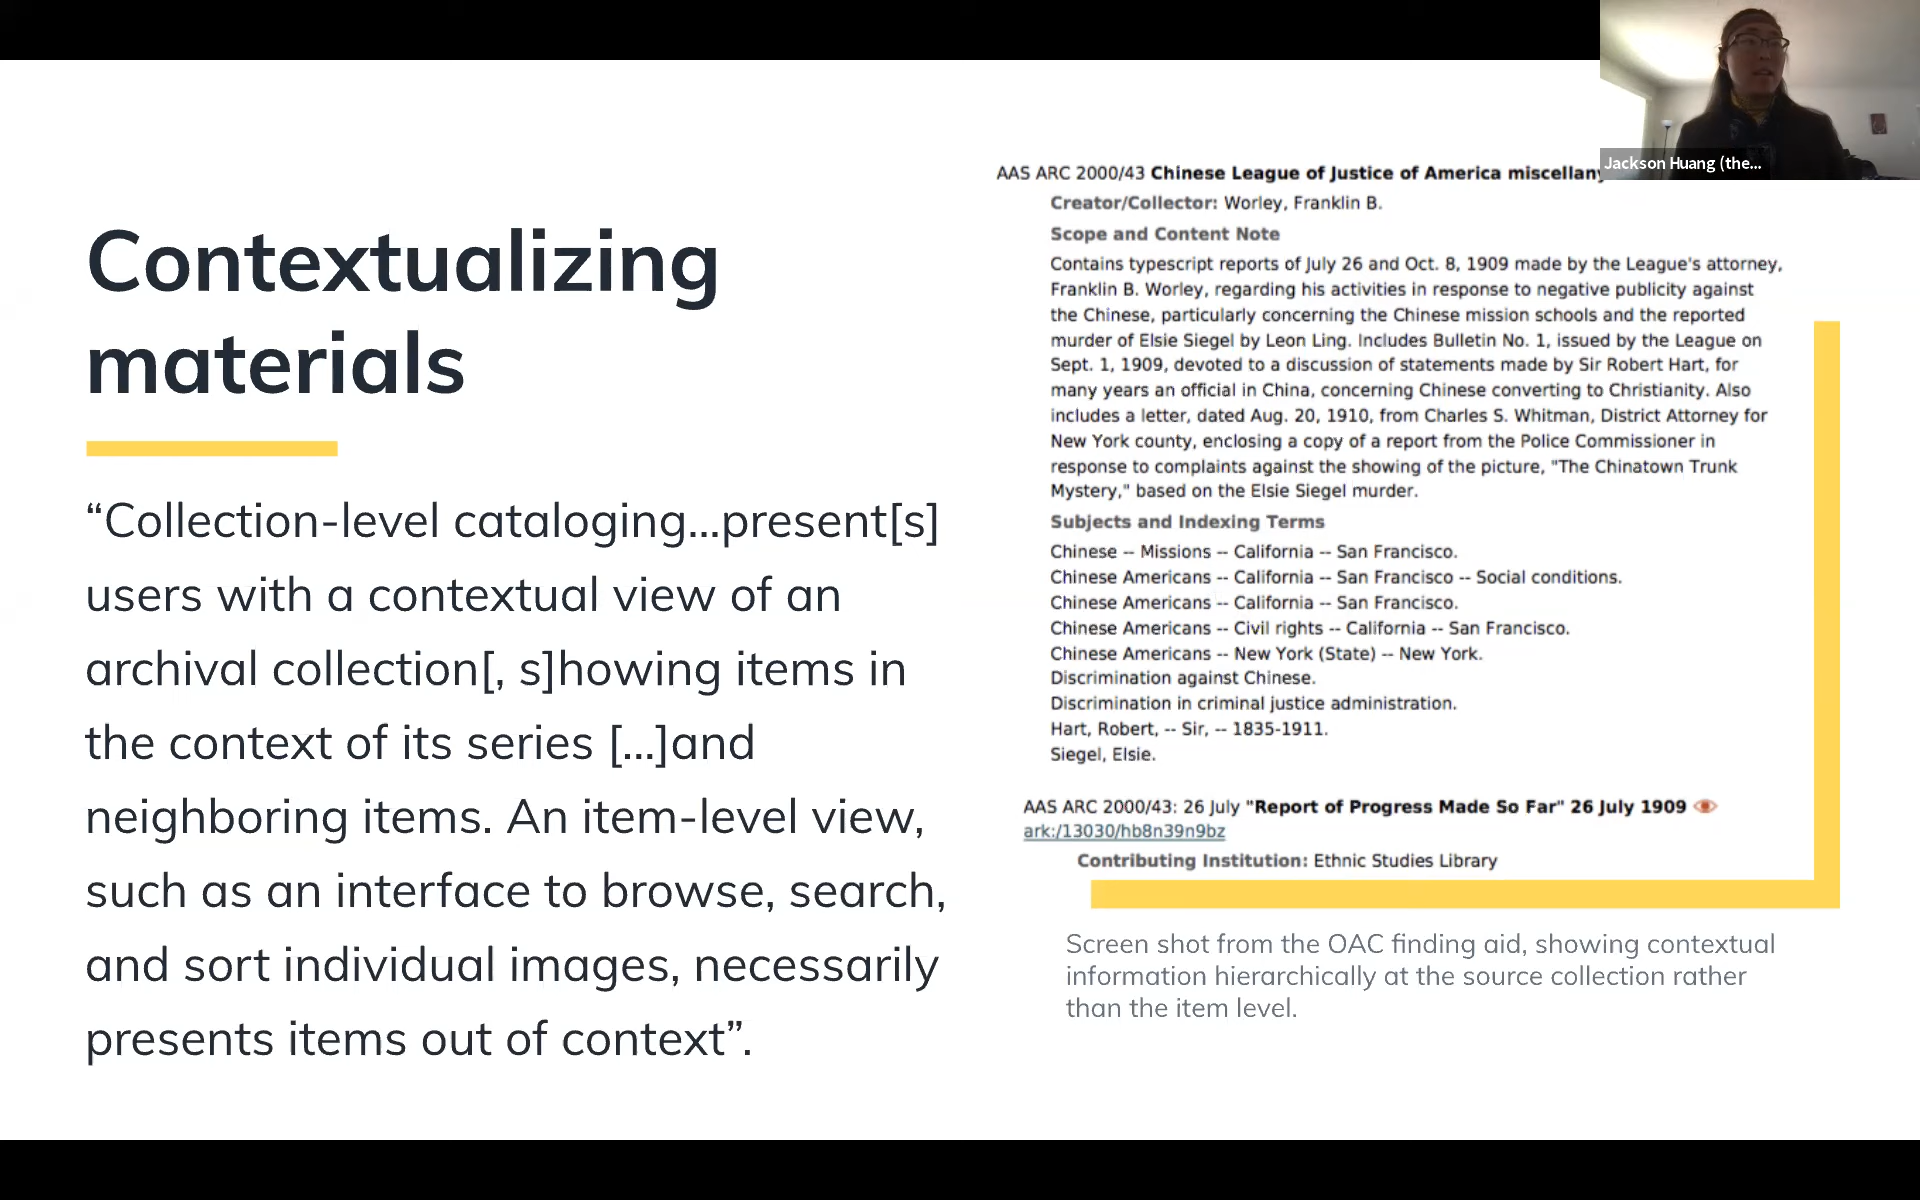 Jackson Huang (the...
Contextualizing
materials
“Collection-level cataloging...present[s]
users with a contextual view of an
archival collection[, s]howing items in
the context of its series [...]and
neighboring items. An item-level view,
such as an interface to browse, search,
and sort individual images, necessarily
presents items out of context”.
AAS ARC 2000/43 Chinese League of Justice of America miscellany
Creator/Collector: Worley, Franklin B.
Scope and Content Note
Contains typescript reports of July 26 and Oct. 8, 1909 made by the League's attorney,
Franklin B. Worley, regarding his activities in response to negative publicity against
the Chinese, particularly concerning the Chinese mission schools and the reported
murder of Elsie Siegel by Leon Ling. Includes Bulletin No. 1, issued by the League on
Sept. 1, 1909, devoted to a discussion of statements made by Sir Robert Hart, for
many years an official in China, concerning Chinese converting to Christianity. Also
includes a letter, dated Aug. 20, 1910, from Charles S. Whitman, District Attorney for
New York county, enclosing a copy of a report from the Police Commissioner in
response to complaints against the showing of the picture, "The Chinatown Trunk
Mystery," based on the Elsie Siegel murder.
Subjects and Indexing Terms
Chinese -- Missions -- California -- San Francisco.
Chinese Americans -- California -- San Francisco -- Social conditions.
Chinese Americans -- California -- San Francisco.
Chinese Americans -- Civil rights -- California -- San Francisco.
Chinese Americans -- New York (State) -- New York.
Discrimination against Chinese.
Discrimination in criminal justice administration.
Hart, Robert, -- Sir, -- 1835-1911.
Siegel, Elsie.
AAS ARC 2000/43: 26 July "Report of Progress Made So Far" 26 July 1909
ark:/13030/hb8n39n9bz
Contributing Institution: Ethnic Studies Library
Screen shot from the OAC finding aid, showing contextual
information hierarchically at the source collection rather
than the item level.